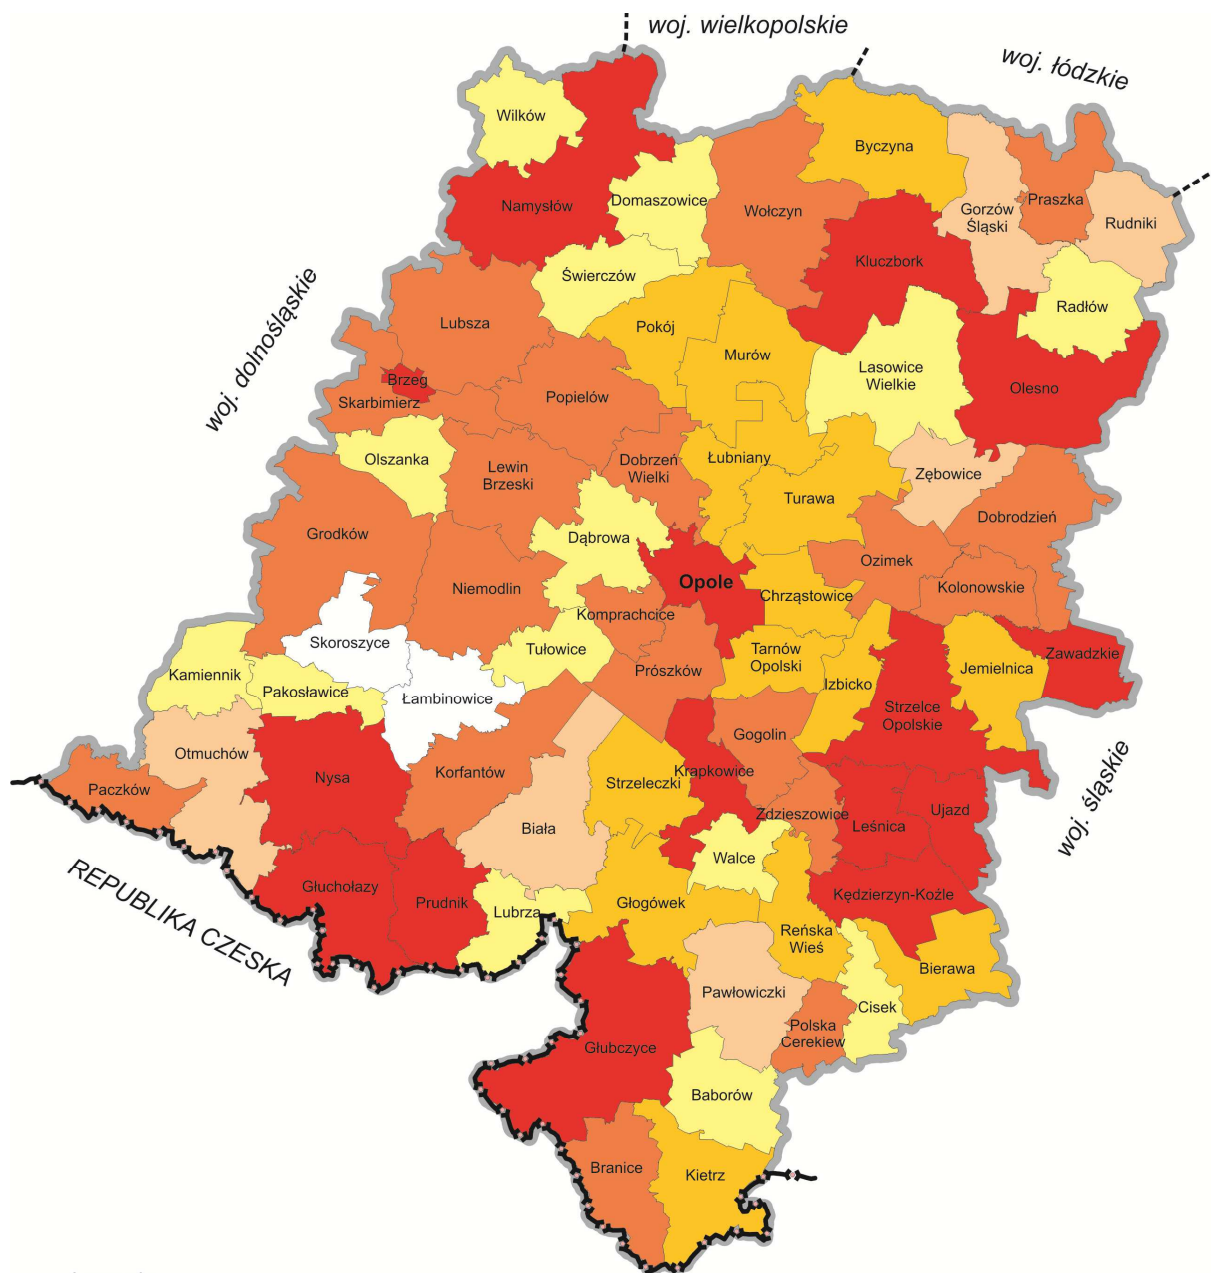 woj. wielkopolskie
woj. łódzkie
Wilków
Byczyna
Namysłów
Domaszowice
Wołczyn
Gorzów
Śląski
Praszka
Rudniki
Kluczbork
Świerczów
Radłów
woj. dolnośląskie
Lubsza
Pokój
Murów
Lasowice
Wielkie
Olesno
Brzeg
Skarbimierz
Popielów
Olszanka
Lewin
Brzeski
Dobrzeń
Wielki
Łubniany
Zębowice
Turawa
Dobrodzień
Grodków
Dąbrowa
Ozimek
Niemodlin
Opole
Chrząstowice
Kolonowskie
Komprachcice
Skoroszyce
Tułowice
Tarnów
Opolski
Zawadzkie
Kamiennik
Prószków
Jemielnica
Pakosławice
Łambinowice
Izbicko
Strzelce
Opolskie
Gogolin
Otmuchów
Nysa
Korfantów
Krapkowice
Strzeleczki
woj. śląskie
Paczków
Zdzieszowice
Ujazd
Biała
Leśnica
Walce
REPUBLIKA CZESKA
Głuchołazy
Prudnik
Kędzierzyn-Koźle
Lubrza
Głogówek
Reńska
Wieś
Bierawa
Pawłowiczki
Cisek
Polska
Cerekiew
Głubczyce
Baborów
Branice
Kietrz